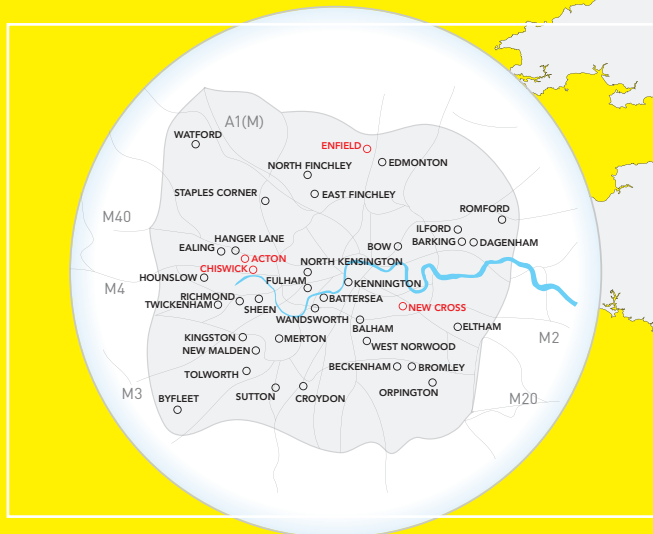 A1(M)
WATFORD
ENFIELD
NORTH FINCHLEY
EDMONTON
STAPLES CORNER
EAST FINCHLEY
ROMFORD
M40
ILFORD
HANGER LANE
BOW
BARKING
DAGENHAM
EALING
ACTON
NORTH KENSINGTON
CHISWICK
HOUNSLOW
FULHAM
KENNINGTON
M4
RICHMOND
BATTERSEA
TWICKENHAM
SHEEN
NEW CROSS
WANDSWORTH
BALHAM
ELTHAM
KINGSTON
MERTON
M2
WEST NORWOOD
NEW MALDEN
BECKENHAM
BROMLEY
TOLWORTH
M3
ORPINGTON
BYFLEET
SUTTON
CROYDON
M20